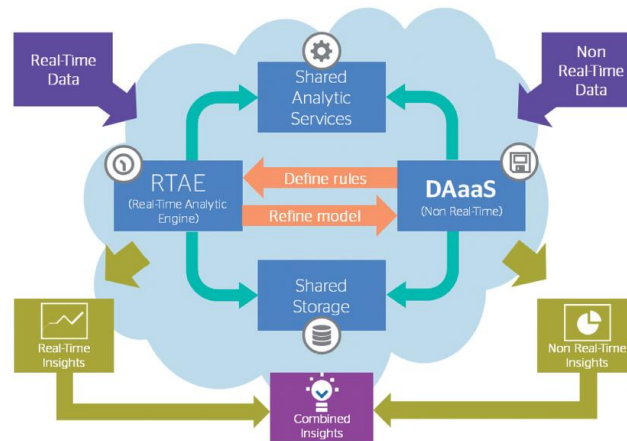 Real-Time
Data
Shared
Analytic
Services
Non
Real-Time
Data
RTAE
(Real-Time Analytic
Engine)
Define rules
Refine model
DAaaS
(Non Real-Time)
Shared
Storage
Real-Time
Insights
Non Real-Time
Insights
Combined
Insights